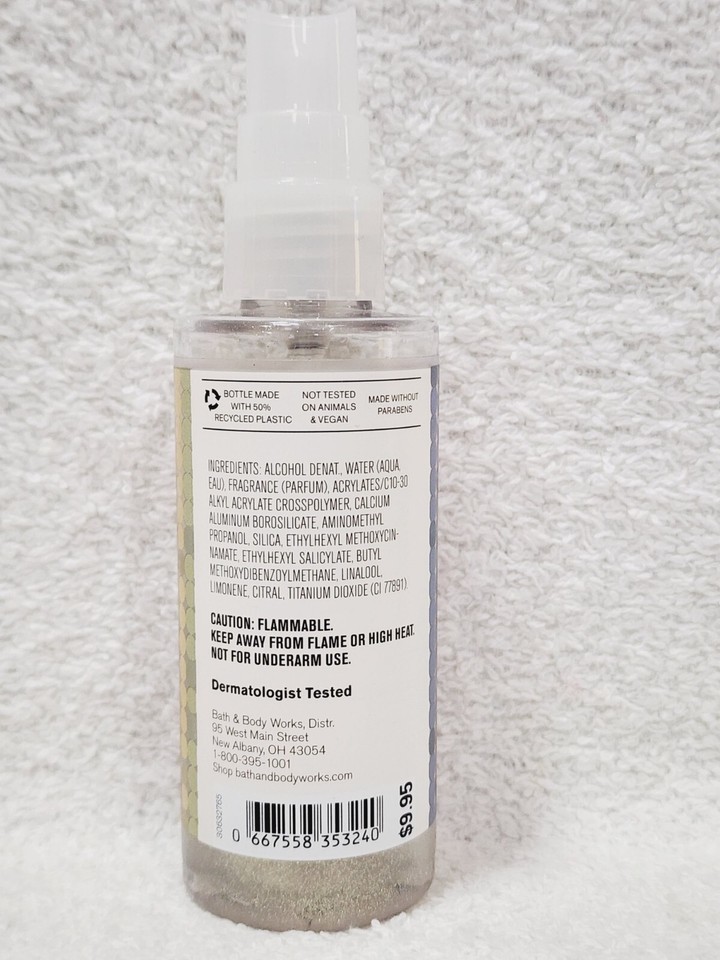 BOTTLE MADE
WITH 50%
RECYCLED PLASTIC
NOT TESTED
ON ANIMALS
& VEGAN
MADE WITHOUT
PARABENS
INGREDIENTS: ALCOHOL DENAT., WATER (AQUA,
EAU), FRAGRANCE (PARFUM), ACRYLATES/C10-30
ALKYL ACRYLATE CROSSPOLYMER, CALCIUM
ALUMINUM BOROSILICATE, AMINOMETHYL
PROPANOL, SILICA, ETHYLHEXYL METHOXYCIN-
NAMATE, ETHYLHEXYL SALICYLATE, BUTYL
METHOXYDIBENZOYLMETHANE, LINALOOL,
LIMONENE, CITRAL, TITANIUM DIOXIDE (CI 77891).
CAUTION: FLAMMABLE.
KEEP AWAY FROM FLAME OR HIGH HEAT.
NOT FOR UNDERARM USE.
Dermatologist Tested
Bath & Body Works, Distr.
95 West Main Street
New Albany, OH 43054
1-800-395-1001
Shop bathandbodyworks.com
30632765
0 667558 353240
$9.95